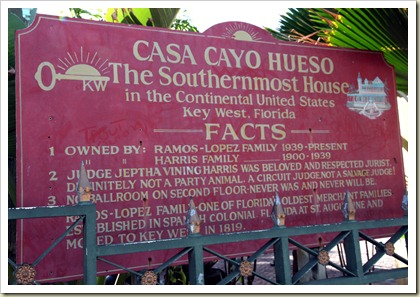 CASA CAYO HUESO
The Southernmost House
in the Continental United States
Key West, Florida
KW
FACTS
1 OWNED BY: RAMOS-LOPEZ FAMILY 1939-PRESENT
" " HARRIS FAMILY 1900-1939
2 JUDGE JEPTHA VINING HARRIS WAS BELOVED AND RESPECTED JURIST.
DEFINITELY NOT A PARTY ANIMAL. A CIRCUIT JUDGE NOT A SALVAGE JUDGE!
3 NO BALLROOM ON SECOND FLOOR-NEVER WAS AND NEVER WILL BE.
RAMOS-LOPEZ FAMILY-ONE OF FLORIDA'S OLDEST MERCHANT FAMILIES
ESTABLISHED IN SPANISH COLONIAL FLORIDA AT ST. AUGUSTINE AND
MOVED TO KEY WEST IN 1819.